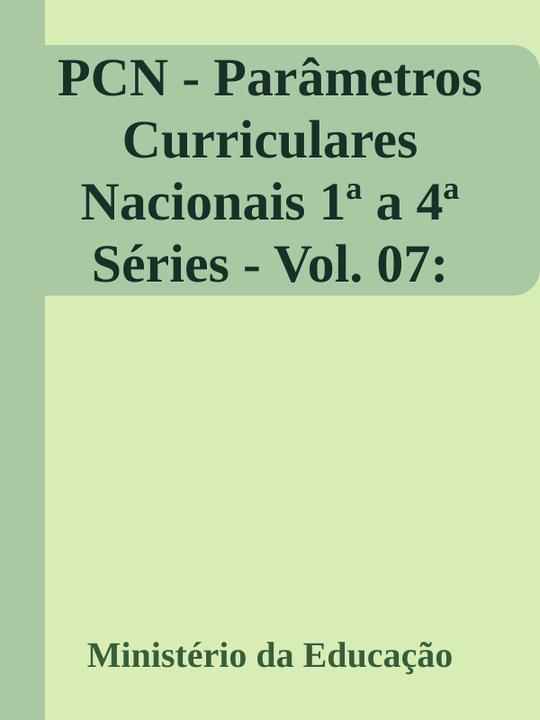 PCN - Parâmetros
Curriculares
Nacionais 1ª a 4ª
Séries - Vol. 07:
Ministério da Educação